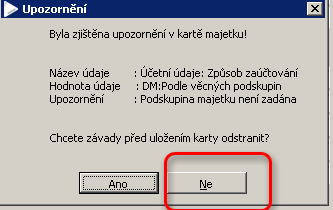 Upozornění
Byla zjištěna upozornění v kartě majetku!
Název údaje : Účetní údaje: Způsob zaúčtování
Hodnota údaje : DM:Podle věcných podskupin
Upozornění : Podskupina majetku není zadána
Chcete závady před uložením karty odstranit?
Ano Ne